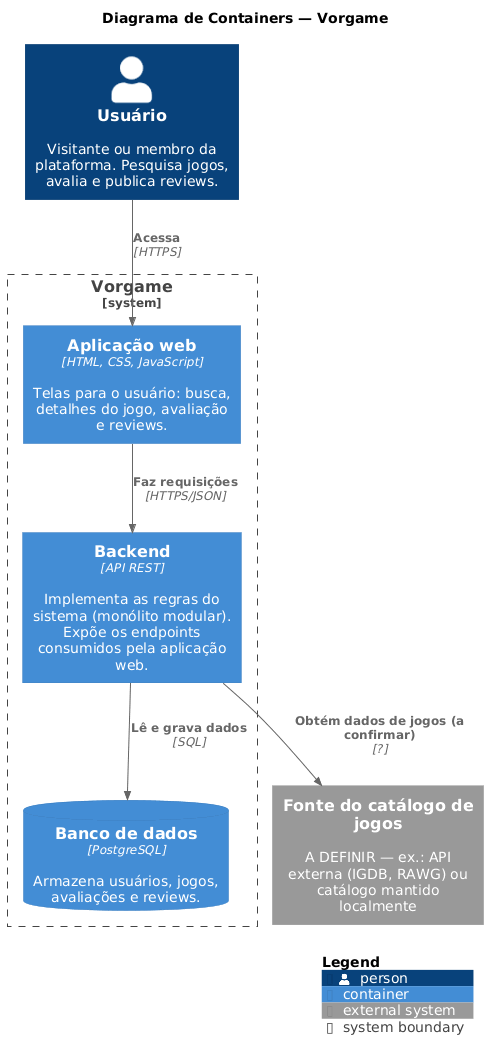 Diagrama de Containers — Vorgame
Usuário
Visitante ou membro da
plataforma. Pesquisa jogos,
avalia e publica reviews.
Acessa
[HTTPS]
Vorgame
[system]
Aplicação web
[HTML, CSS, JavaScript]
Telas para o usuário: busca,
detalhes do jogo, avaliação
e reviews.
Faz requisições
[HTTPS/JSON]
Backend
[API REST]
Implementa as regras do
sistema (monólito modular).
Expõe os endpoints
consumidos pela aplicação
web.
Lê e grava dados
[SQL]
Obtém dados de jogos (a
confirmar)
[?]
Banco de dados
[PostgreSQL]
Armazena usuários, jogos,
avaliações e reviews.
Fonte do catálogo de
jogos
A DEFINIR — ex.: API
externa (IGDB, RAWG) ou
catálogo mantido
localmente
Legend
person
container
external system
system boundary